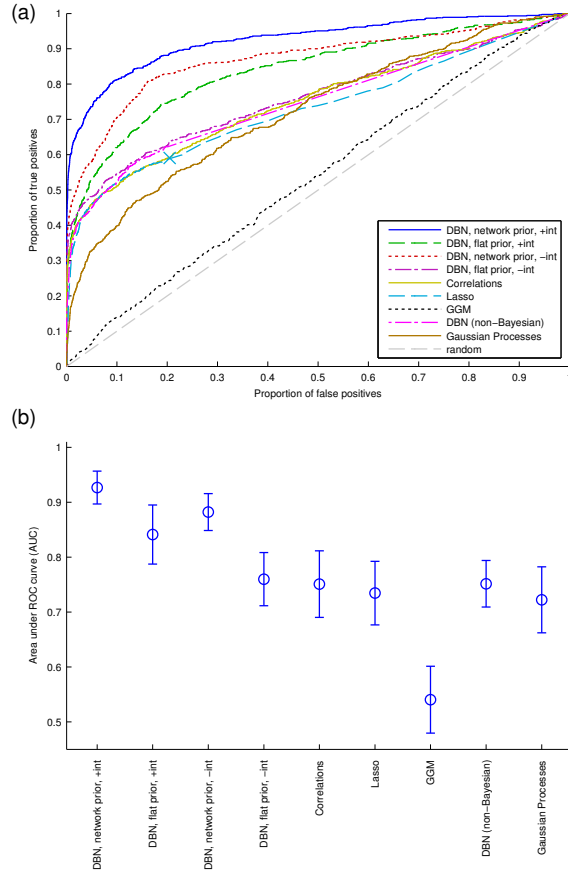 (a)
1
0.9
0.8
0.7
0.6
0.5
0.4
0.3
0.2
0.1
0
Proportion of true positives
DBN, network prior, +int
DBN, flat prior, +int
DBN, network prior, −int
DBN, flat prior, −int
Correlations
Lasso
GGM
DBN (non−Bayesian)
Gaussian Processes
random
0 0.1 0.2 0.3 0.4 0.5 0.6 0.7 0.8 0.9
Proportion of false positives
(b)
1
0.9
0.8
0.7
0.6
0.5
Area under ROC curve (AUC)
DBN, network prior, +int
DBN, flat prior, +int
DBN, network prior, −int
DBN, flat prior, −int
Correlations
Lasso
GGM
DBN (non−Bayesian)
Gaussian Processes